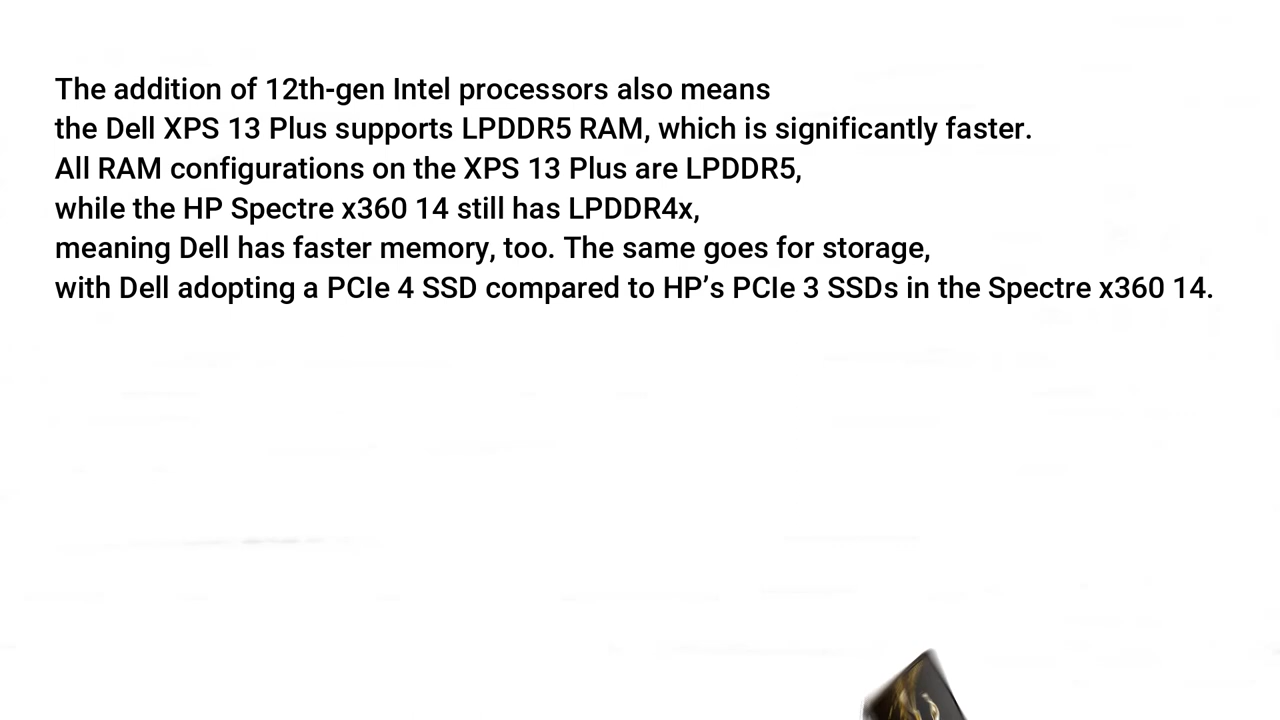 The addition of 12th-gen Intel processors also means
the Dell XPS 13 Plus supports LPDDR5 RAM, which is significantly faster.
All RAM configurations on the XPS 13 Plus are LPDDR5,
while the HP Spectre x360 14 still has LPDDR4x,
meaning Dell has faster memory, too. The same goes for storage,
with Dell adopting a PCIe 4 SSD compared to HP’s PCIe 3 SSDs in the Spectre x360 14.